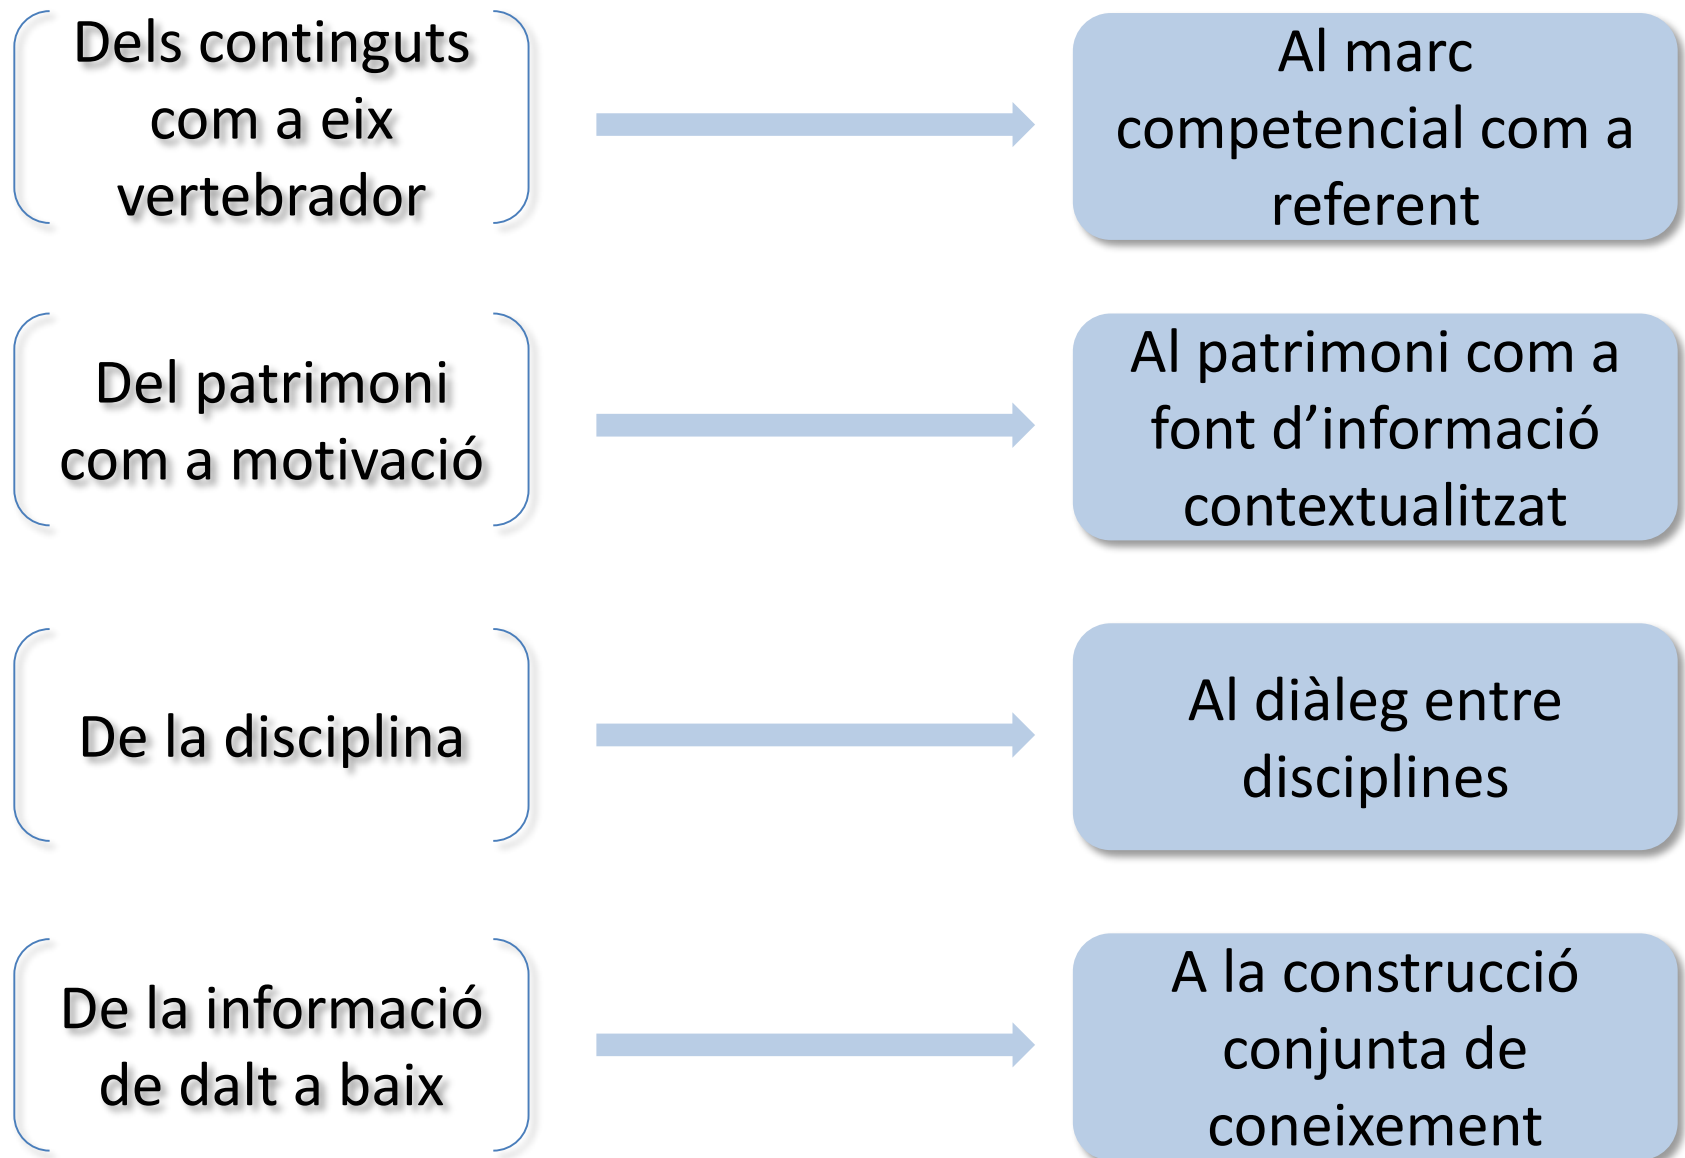 Dels continguts
com a eix
vertebrador
Al marc
competencial com a
referent
Del patrimoni
com a motivació
Al patrimoni com a
font d’informació
contextualitzat
De la disciplina
Al diàleg entre
disciplines
De la informació
de dalt a baix
A la construcció
conjunta de
coneixement